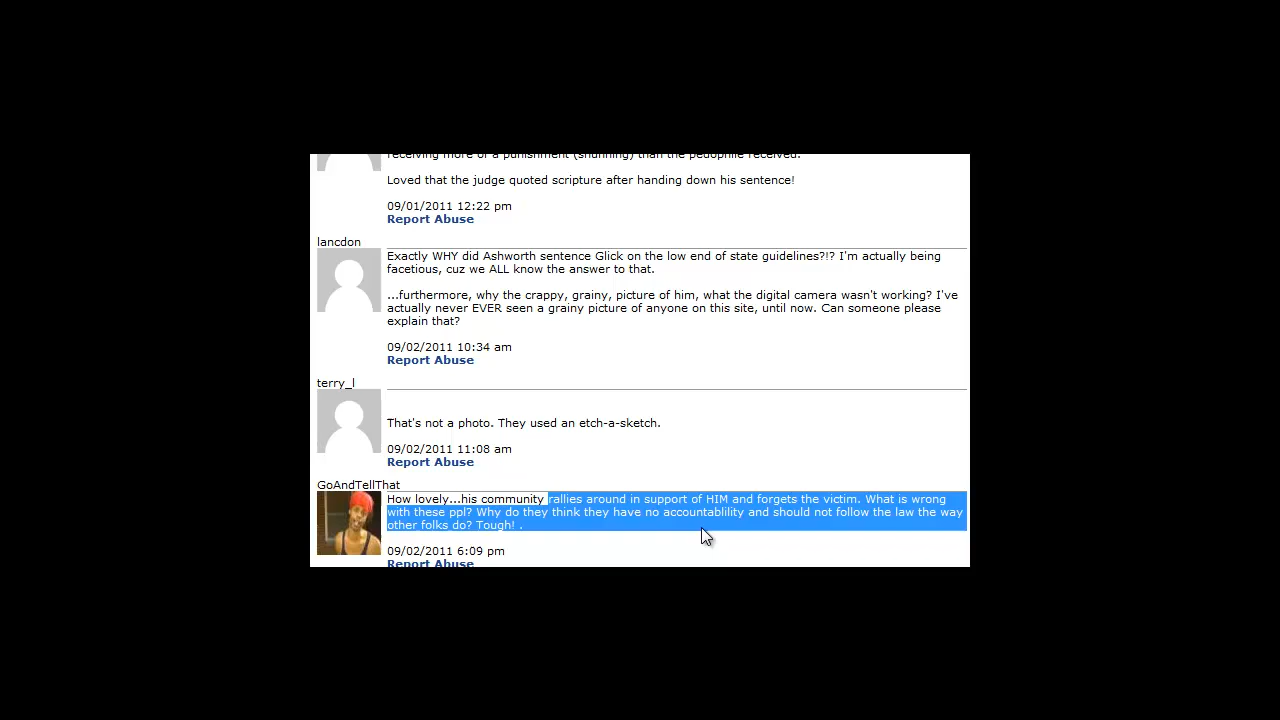 receiving more of a punishment (shunning) than the pedophile received.
Loved that the judge quoted scripture after handing down his sentence!
09/01/2011 12:22 pm
Report Abuse
lancdon
Exactly WHY did Ashworth sentence Glick on the low end of state guidelines?!? I'm actually being
facetious, cuz we ALL know the answer to that.
...furthermore, why the crappy, grainy, picture of him, what the digital camera wasn't working? I've
actually never EVER seen a grainy picture of anyone on this site, until now. Can someone please
explain that?
09/02/2011 10:34 am
Report Abuse
terry_l
That's not a photo. They used an etch-a-sketch.
09/02/2011 11:08 am
Report Abuse
GoAndTellThat
How lovely...his community rallies around in support of HIM and forgets the victim. What is wrong
with these ppl? Why do they think they have no accountablility and should not follow the law the way
other folks do? Tough! .
09/02/2011 6:09 pm
Report Abuse